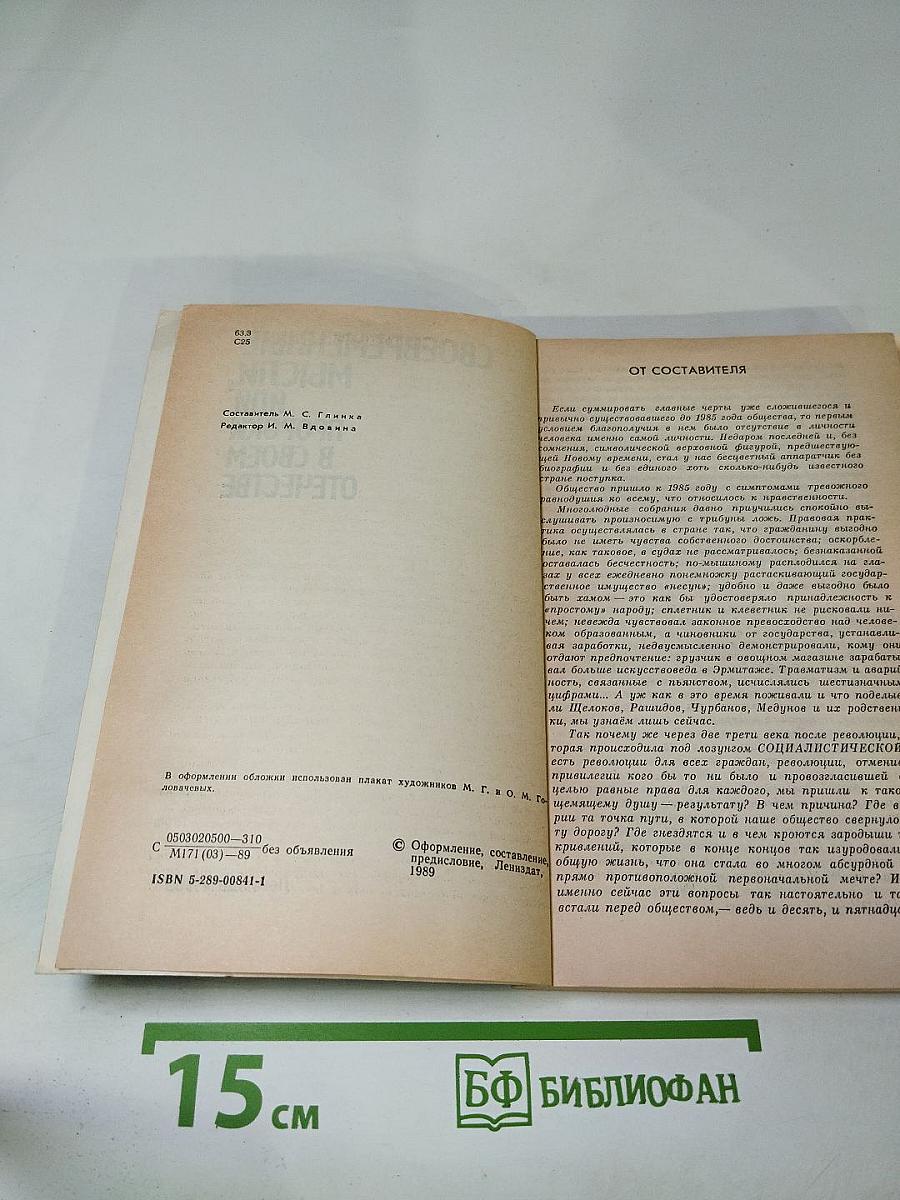 63.3
С25
Составитель М. С. Глинка
Редактор И. М. Вдовина
В оформлении обложки использован плакат художников М. Г. и О. М. Го-
ловачевых.
С 0503020500—310
М171(03)—89 без объявления
ISBN 5-289-00841-1
© Оформление, составление,
предисловие, Лениздат,
1989
ОТ СОСТАВИТЕЛЯ
Если суммировать главные черты уже сложившегося и
привычно существовавшего до 1985 года общества, то первым
условием благополучия в нем было отсутствие в личности
человека именно самой личности. Недаром последней и, без
сомнения, символической верховной фигурой, предшествую-
щей Новому времени, стал у нас бесцветный аппаратчик без
биографии и без единого хоть сколько-нибудь известного
стране поступка.
Общество пришло к 1985 году с симптомами тревожного
равнодушия ко всему, что относилось к нравственности.
Многолюдные собрания давно приучились спокойно вы-
слушивать произносимую с трибуны ложь. Правовая прак-
тика осуществлялась в стране так, что гражданину выгодно
было не иметь чувства собственного достоинства; оскорбле-
ние, как таковое, в судах не рассматривалось; безнаказанной
оставалась бесчестность; по-мышиному расплодился на гла-
зах у всех ежедневно понемножку растаскивающий государ-
ственное имущество «несун»; удобно и даже выгодно было
быть хамом — это как бы удостоверяло принадлежность к
«простому» народу; сплетник и клеветник не рисковали ни-
чем; невежда чувствовал законное превосходство над челове-
ком образованным, а чиновники от государства, устанавли-
вая заработки, недвусмысленно демонстрировали, кому они
отдают предпочтение: грузчик в овощном магазине зарабаты
вал больше искусствоведа в Эрмитаже. Травматизм и аварий
ность, связанные с пьянством, исчислялись шестизначным
цифрами... А уж как в это время поживали и что поделыв
ли Щелоков, Рашидов, Чурбанов, Медунов и их родствен
ки, мы узнаём лишь сейчас.
Так почему же через две трети века после революции,
торая происходила под лозунгом СОЦИАЛИСТИЧЕСКОЙ
есть революции для всех граждан, революции, отмени
привилегии кого бы то ни было и провозгласившей
целью равные права для каждого, мы пришли к тако
щемящему душу — результату? В чем причина? Где в
рии та точка пути, в которой наше общество свернуло
ту дорогу? Где гнездятся и в чем кроются зародыши т
кривлений, которые в конце концов так изуродовали
общую жизнь, что она стала во многом абсурдной
прямо противоположной первоначальной мечте? И
именно сейчас эти вопросы так настоятельно и та
встали перед обществом,— ведь и десять, и пятнадца
15 см
БФ БИБЛИОФАН